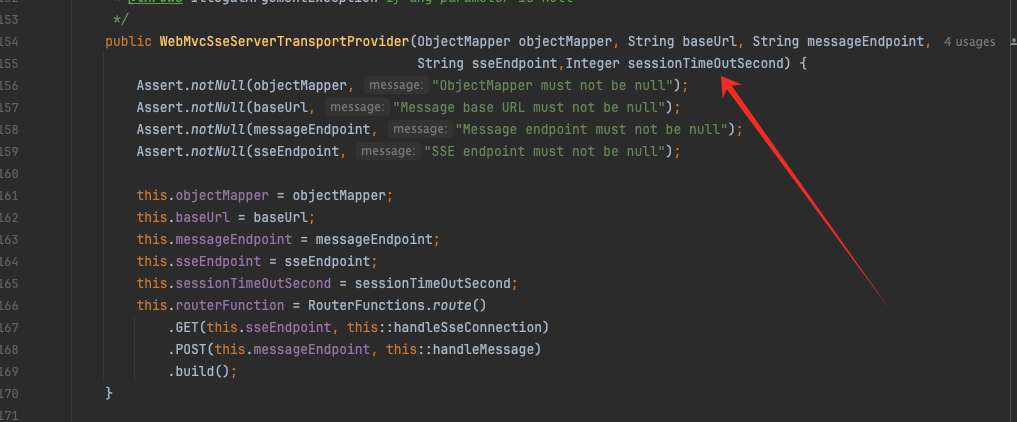 @throws IllegalArgumentException if any parameter is null
153 */
154 public WebMvcSseServerTransportProvider(ObjectMapper objectMapper, String baseUrl, String messageEndpoint, 4 usages
155 String sseEndpoint,Integer sessionTimeOutSecond) {
156 Assert.notNull(objectMapper, message: "ObjectMapper must not be null");
157 Assert.notNull(baseUrl, message: "Message base URL must not be null");
158 Assert.notNull(messageEndpoint, message: "Message endpoint must not be null");
159 Assert.notNull(sseEndpoint, message: "SSE endpoint must not be null");
160
161 this.objectMapper = objectMapper;
162 this.baseUrl = baseUrl;
163 this.messageEndpoint = messageEndpoint;
164 this.sseEndpoint = sseEndpoint;
165 this.sessionTimeOutSecond = sessionTimeOutSecond;
166 this.routerFunction = RouterFunctions.route()
167 .GET(this.sseEndpoint, this::handleSseConnection)
168 .POST(this.messageEndpoint, this::handleMessage)
169 .build();
170 }
171